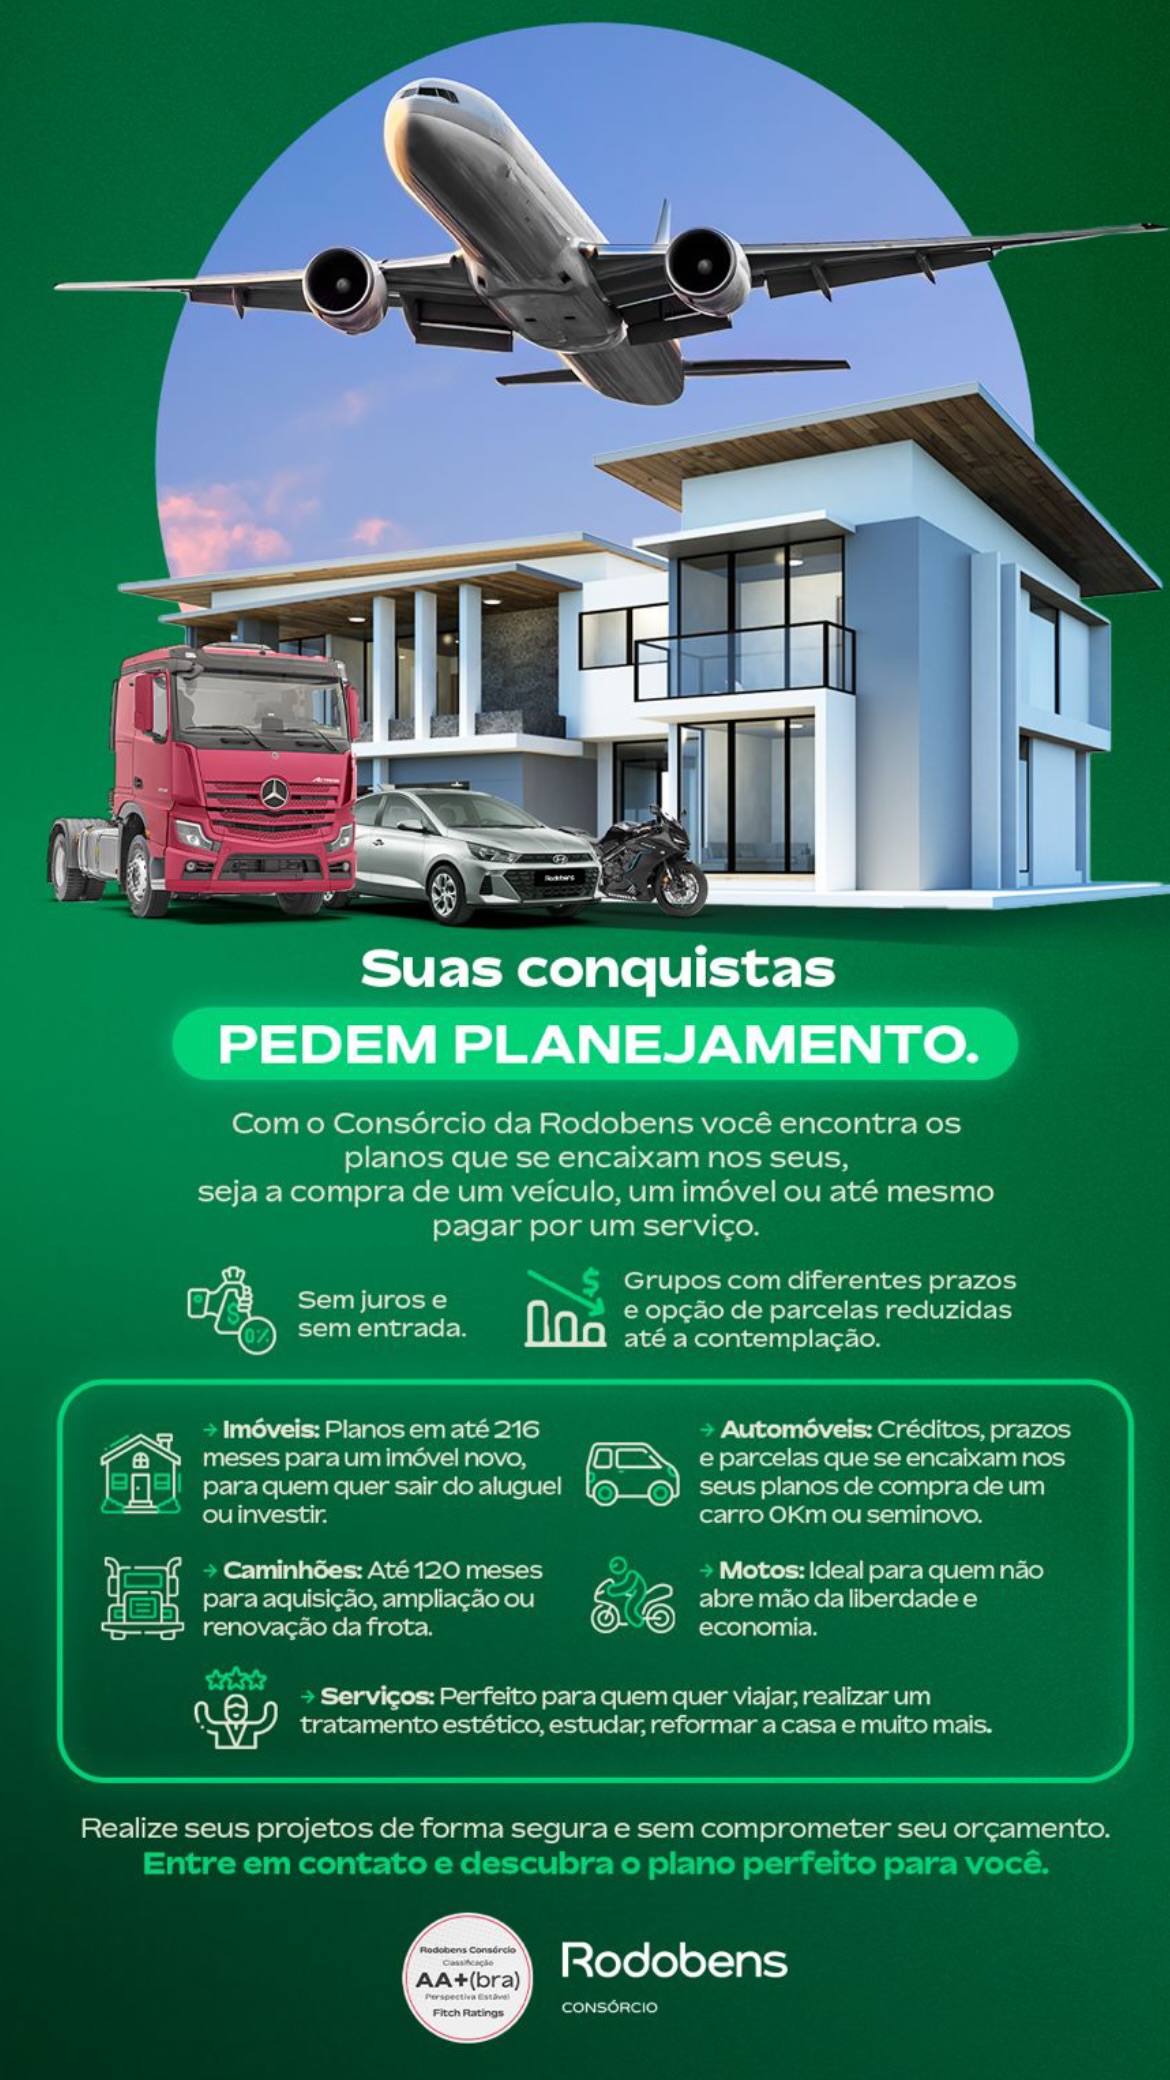 Rodobens
Suas conquistas
PEDEM PLANEJAMENTO.
Com o Consórcio da Rodobens você encontra os
planos que se encaixam nos seus,
seja a compra de um veículo, um imóvel ou até mesmo
pagar por um serviço.
Sem juros e
sem entrada.
Grupos com diferentes prazos
e opção de parcelas reduzidas
até a contemplação.
$
0%
$
→ Imóveis: Planos em até 216
meses para um imóvel novo,
para quem quer sair do aluguel
ou investir.
→ Automóveis: Créditos, prazos
e parcelas que se encaixam nos
seus planos de compra de um
carro 0Km ou seminovo.
→ Caminhões: Até 120 meses
para aquisição, ampliação ou
renovação da frota.
→ Motos: Ideal para quem não
abre mão da liberdade e
economia.
→ Serviços: Perfeito para quem quer viajar, realizar um
tratamento estético, estudar, reformar a casa e muito mais.
Realize seus projetos de forma segura e sem comprometer seu orçamento.
Entre em contato e descubra o plano perfeito para você.
Rodobens Consórcio
Classificação
AA+(bra)
Perspectiva Estável
Fitch Ratings
Rodobens
CONSÓRCIO